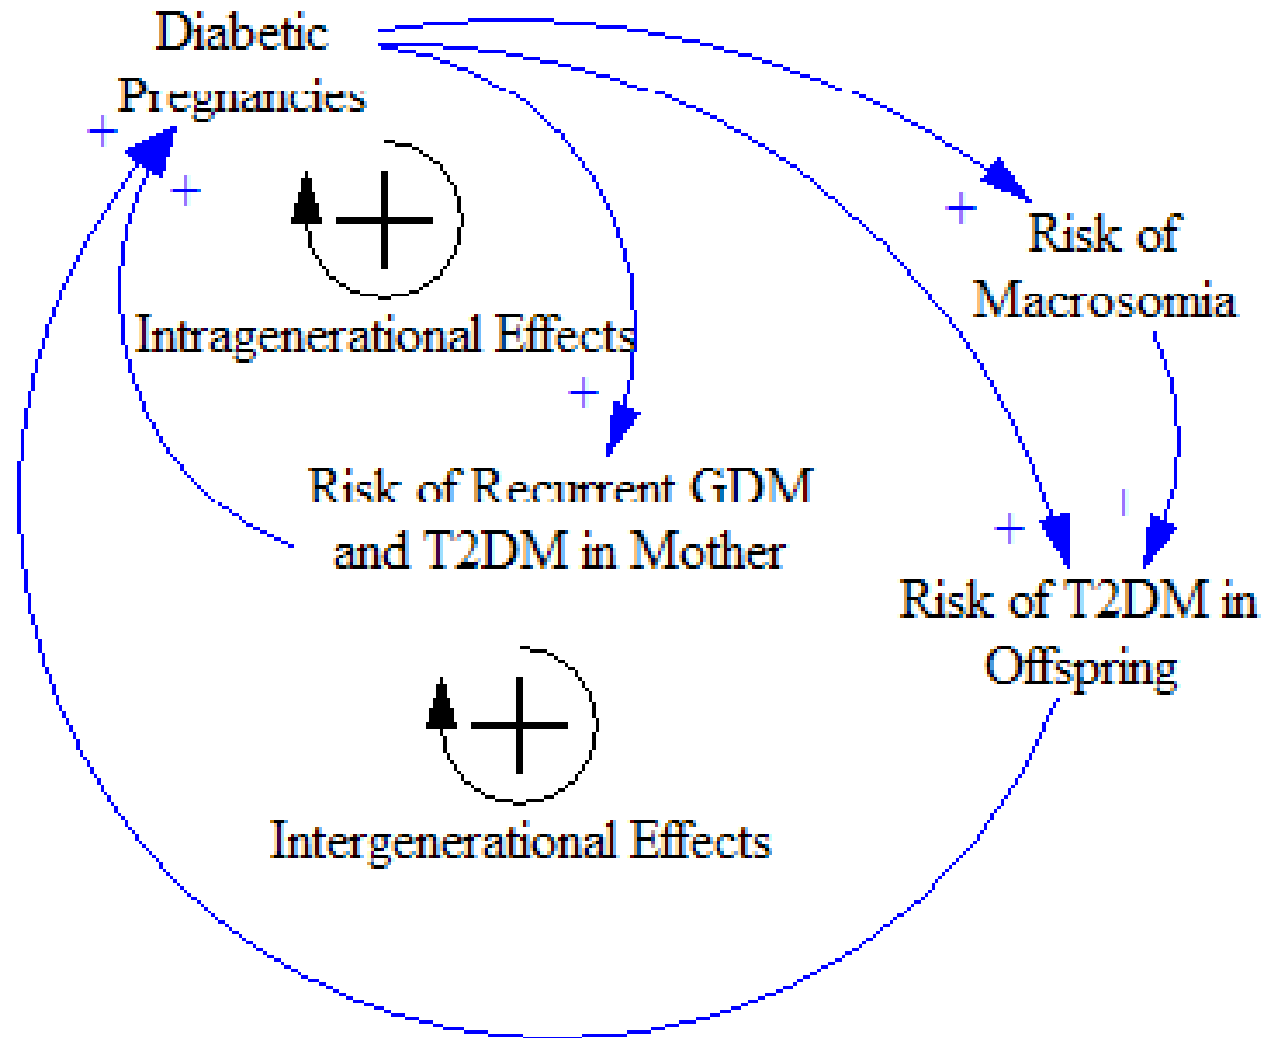 Diabetic
Pregnancies
+
+
Intragenerational Effects
+
Risk of Recurrent GDM
and T2DM in Mother
+
Risk of
Macrosomia
+
Risk of T2DM in
Offspring
Intergenerational Effects